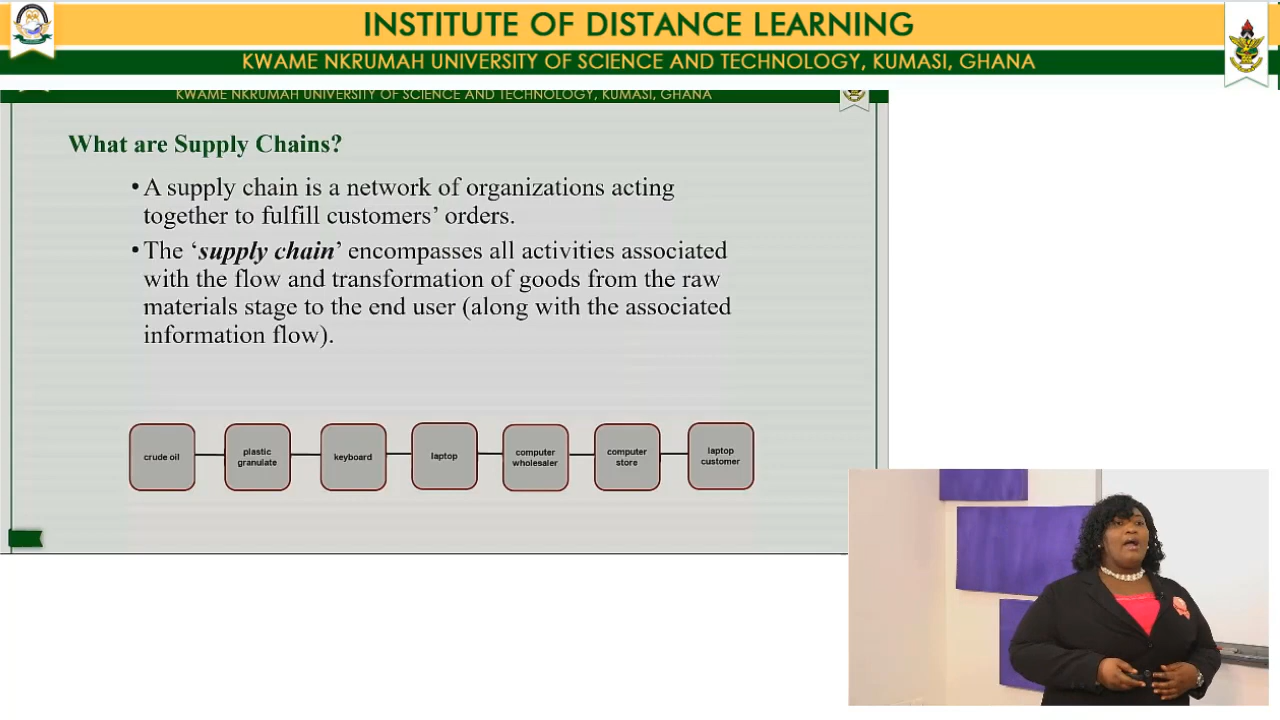 INSTITUTE OF DISTANCE LEARNING
KWAME NKRUMAH UNIVERSITY OF SCIENCE AND TECHNOLOGY, KUMASI, GHANA
KWAME NKRUMAH UNIVERSITY OF SCIENCE AND TECHNOLOGY, KUMASI, GHANA
What are Supply Chains?
•A supply chain is a network of organizations acting
together to fulfill customers’ orders.
•The ‘supply chain’ encompasses all activities associated
with the flow and transformation of goods from the raw
materials stage to the end user (along with the associated
information flow).
crude oil
plastic
granulate
keyboard
laptop
computer
wholesaler
computer
store
laptop
customer